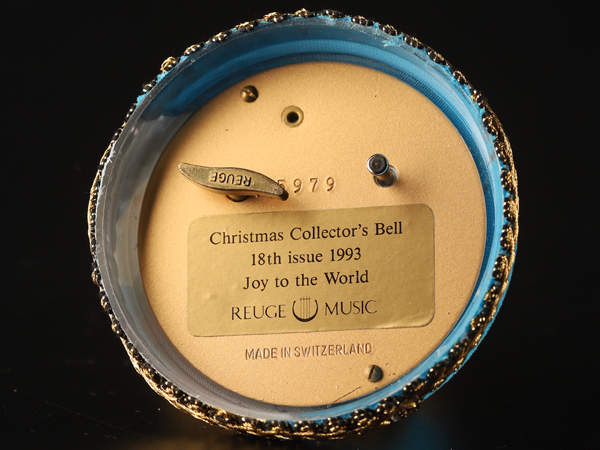 REUGE
5979
Christmas Collector's Bell
18th issue 1993
Joy to the World
REUGE MUSIC
MADE IN SWITZERLAND